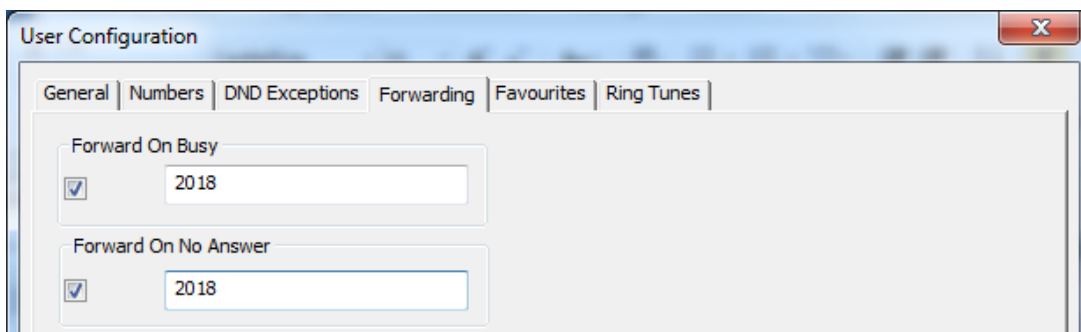 User Configuration
General Numbers DND Exceptions Forwarding Favourites Ring Tunes
Forward On Busy
2018
Forward On No Answer
2018